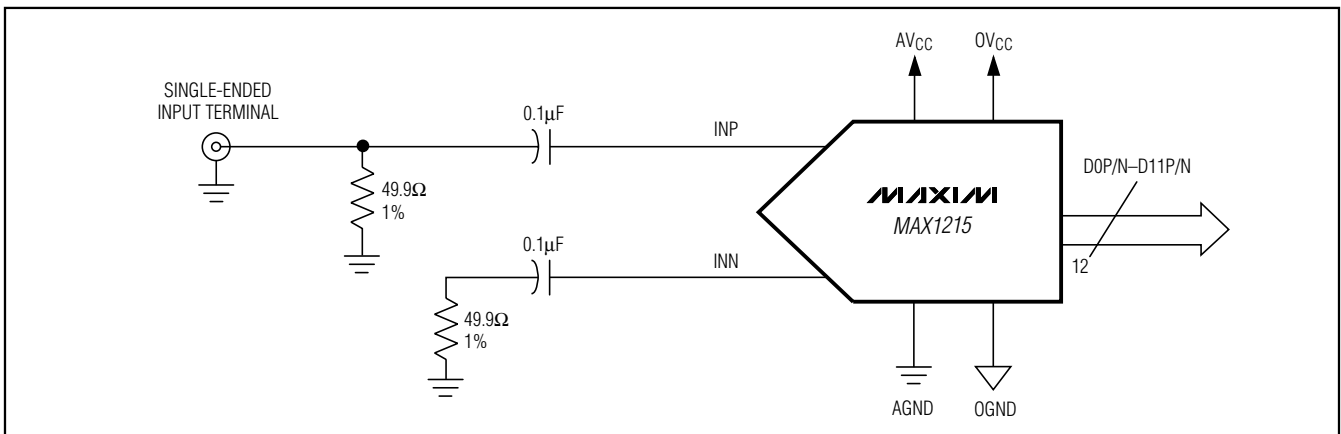 SINGLE-ENDED
INPUT TERMINAL
0.1µF
INP
49.9Ω
1%
0.1µF
INN
49.9Ω
1%
AVCC
OVCC
MAXIM
MAX1215
D0P/N–D11P/N
12
AGND
OGND